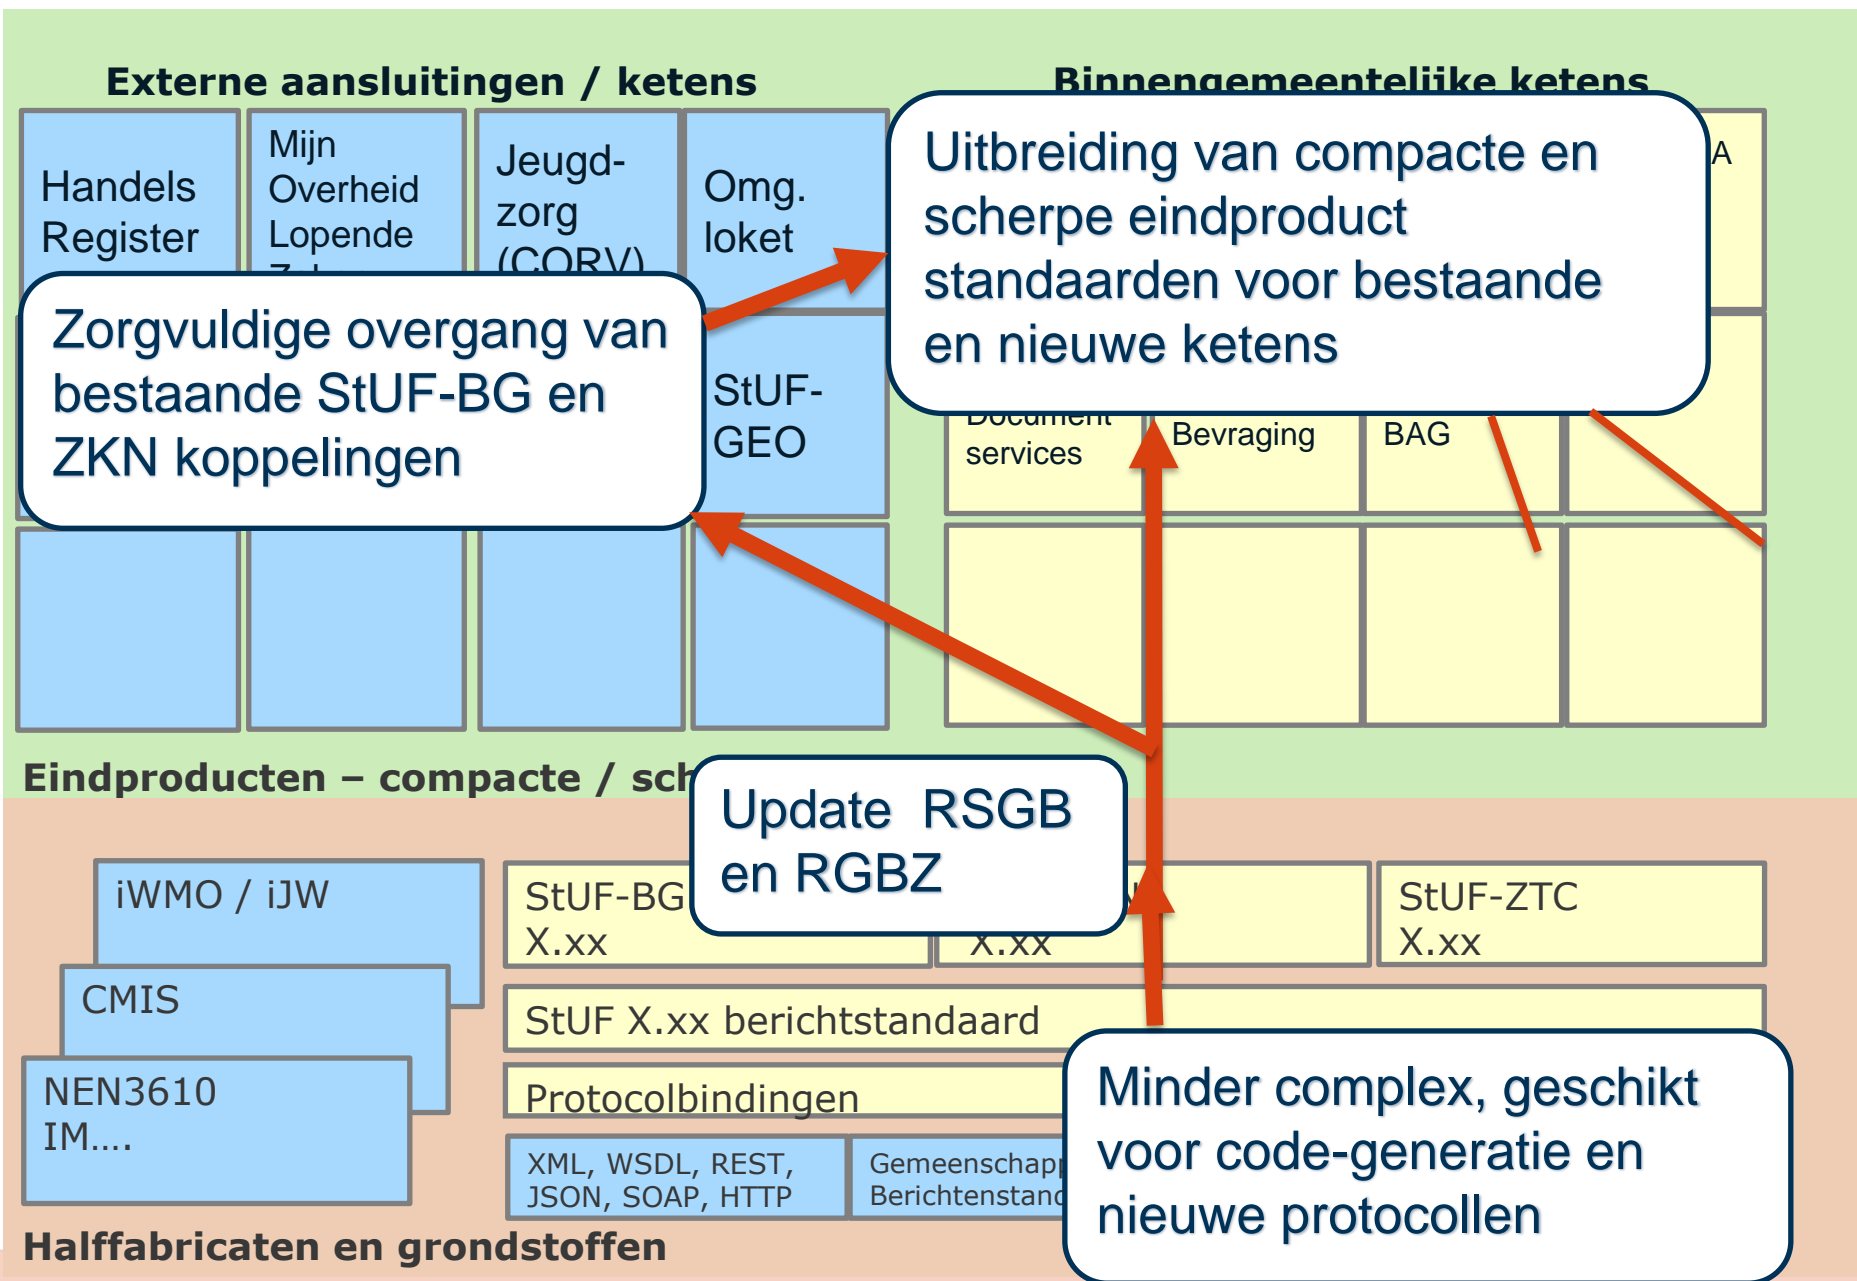 Externe aansluitingen / ketens
Binnengemeentelijke ketens
Handels
Register
Mijn
Overheid
Lopende
Jeugd-
zorg
(CORV)
Omg.
loket
Uitbreiding van compacte en
scherpe eindproduct
standaarden voor bestaande
en nieuwe ketens
A
Zorgvuldige overgang van
bestaande StUF-BG en
ZKN koppelingen
StUF-
GEO
Document
services
Bevraging
BAG
Eindproducten – compacte / sch
Update RSGB
en RGBZ
iWMO / iJW
CMIS
NEN3610
IM....
StUF-BG
X.xx
X.xx
StUF-ZTC
X.xx
StUF X.xx berichtstandaard
Protocolbindingen
XML, WSDL, REST,
JSON, SOAP, HTTP
Gemeenschapp
Berichtenstand
Minder complex, geschikt
voor code-generatie en
nieuwe protocollen
Halffabricaten en grondstoffen